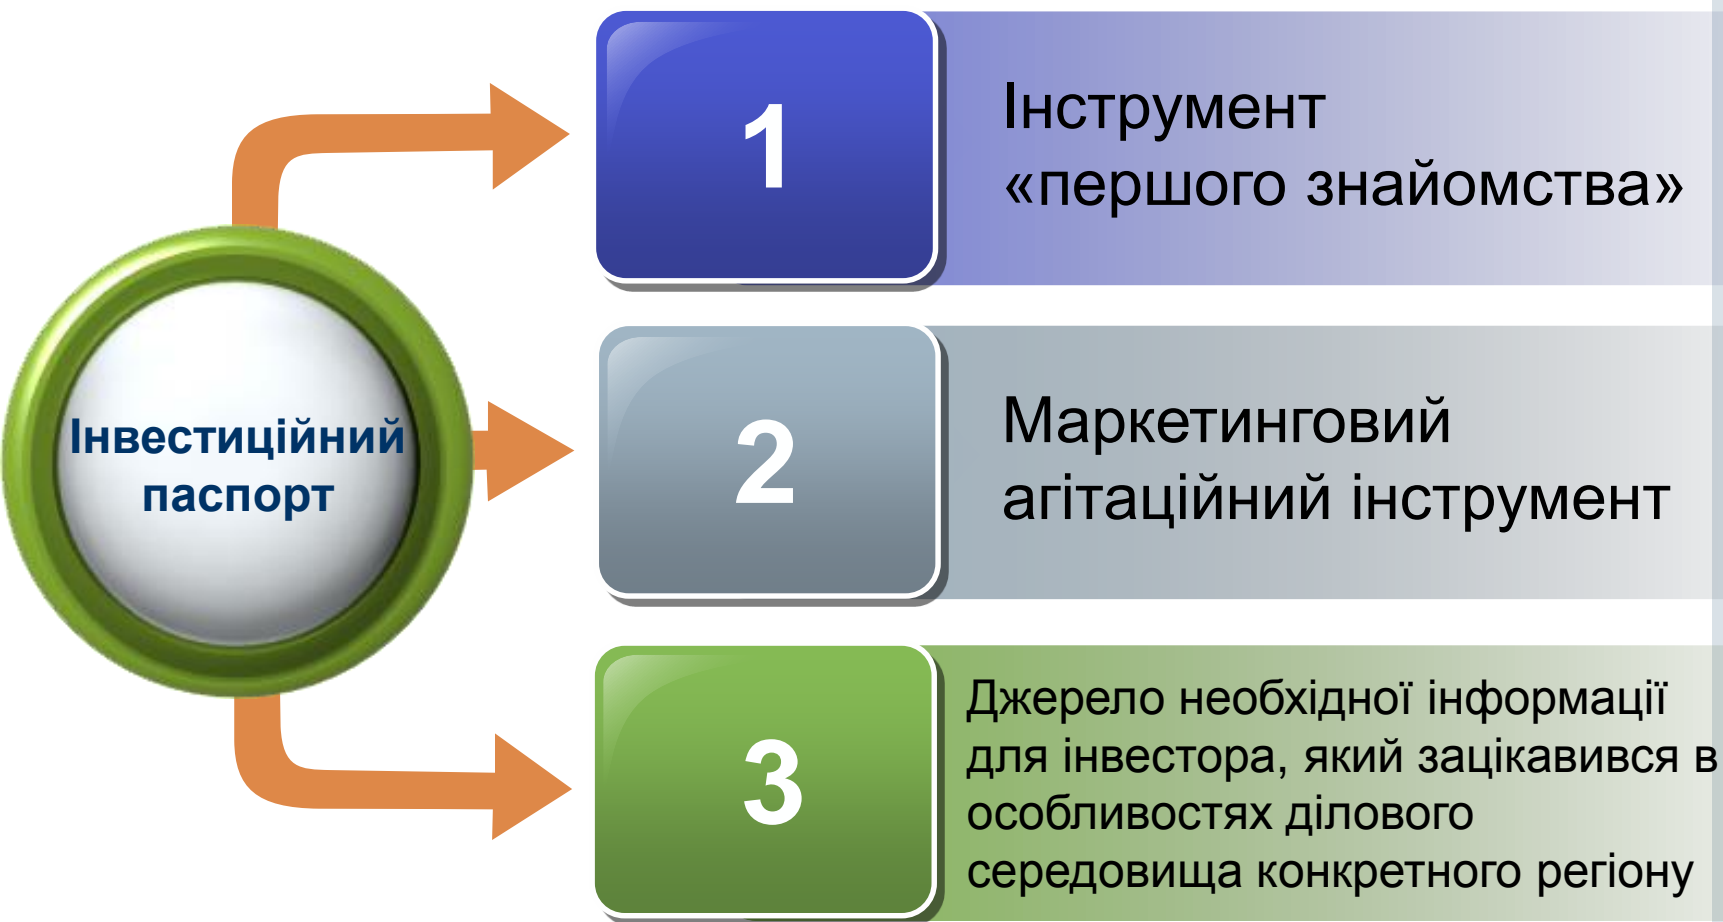 Інвестиційний
паспорт
1
Інструмент
«першого знайомства»
2
Маркетинговий
агітаційний інструмент
3
Джерело необхідної інформації
для інвестора, який зацікавився в
особливостях ділового
середовища конкретного регіону